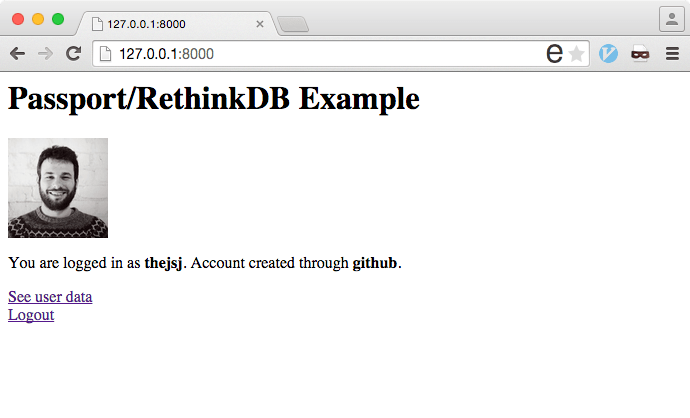 127.0.0.1:8000
127.0.0.1:8000
e
Passport/RethinkDB Example
You are logged in as thejsj. Account created through github.
See user data
Logout